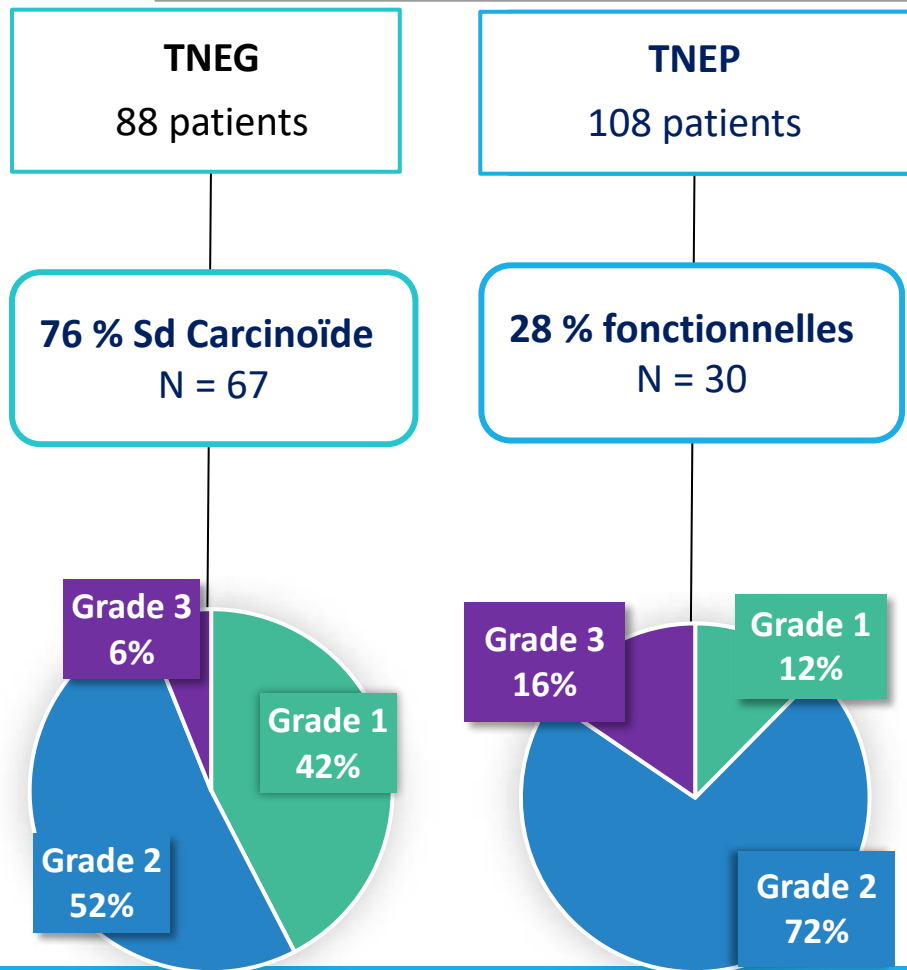 TNEG
88 patients
TNEP
108 patients
76 % Sd Carcinoïde
N = 67
28 % fonctionnelles
N = 30
Grade 3
6%
Grade 1
42%
Grade 2
52%
Grade 3
16%
Grade 1
12%
Grade 2
72%